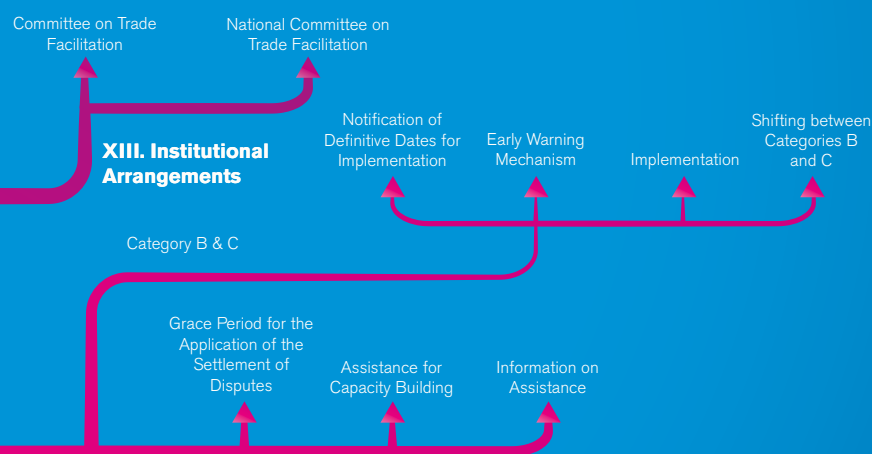 Committee on Trade
Facilitation
National Committee on
Trade Facilitation
XIII. Institutional
Arrangements
Notification of
Definitive Dates for
Implementation
Early Warning
Mechanism
Implementation
Shifting between
Categories B
and C
Category B & C
Grace Period for the
Application of the
Settlement of
Disputes
Assistance for
Capacity Building
Information on
Assistance